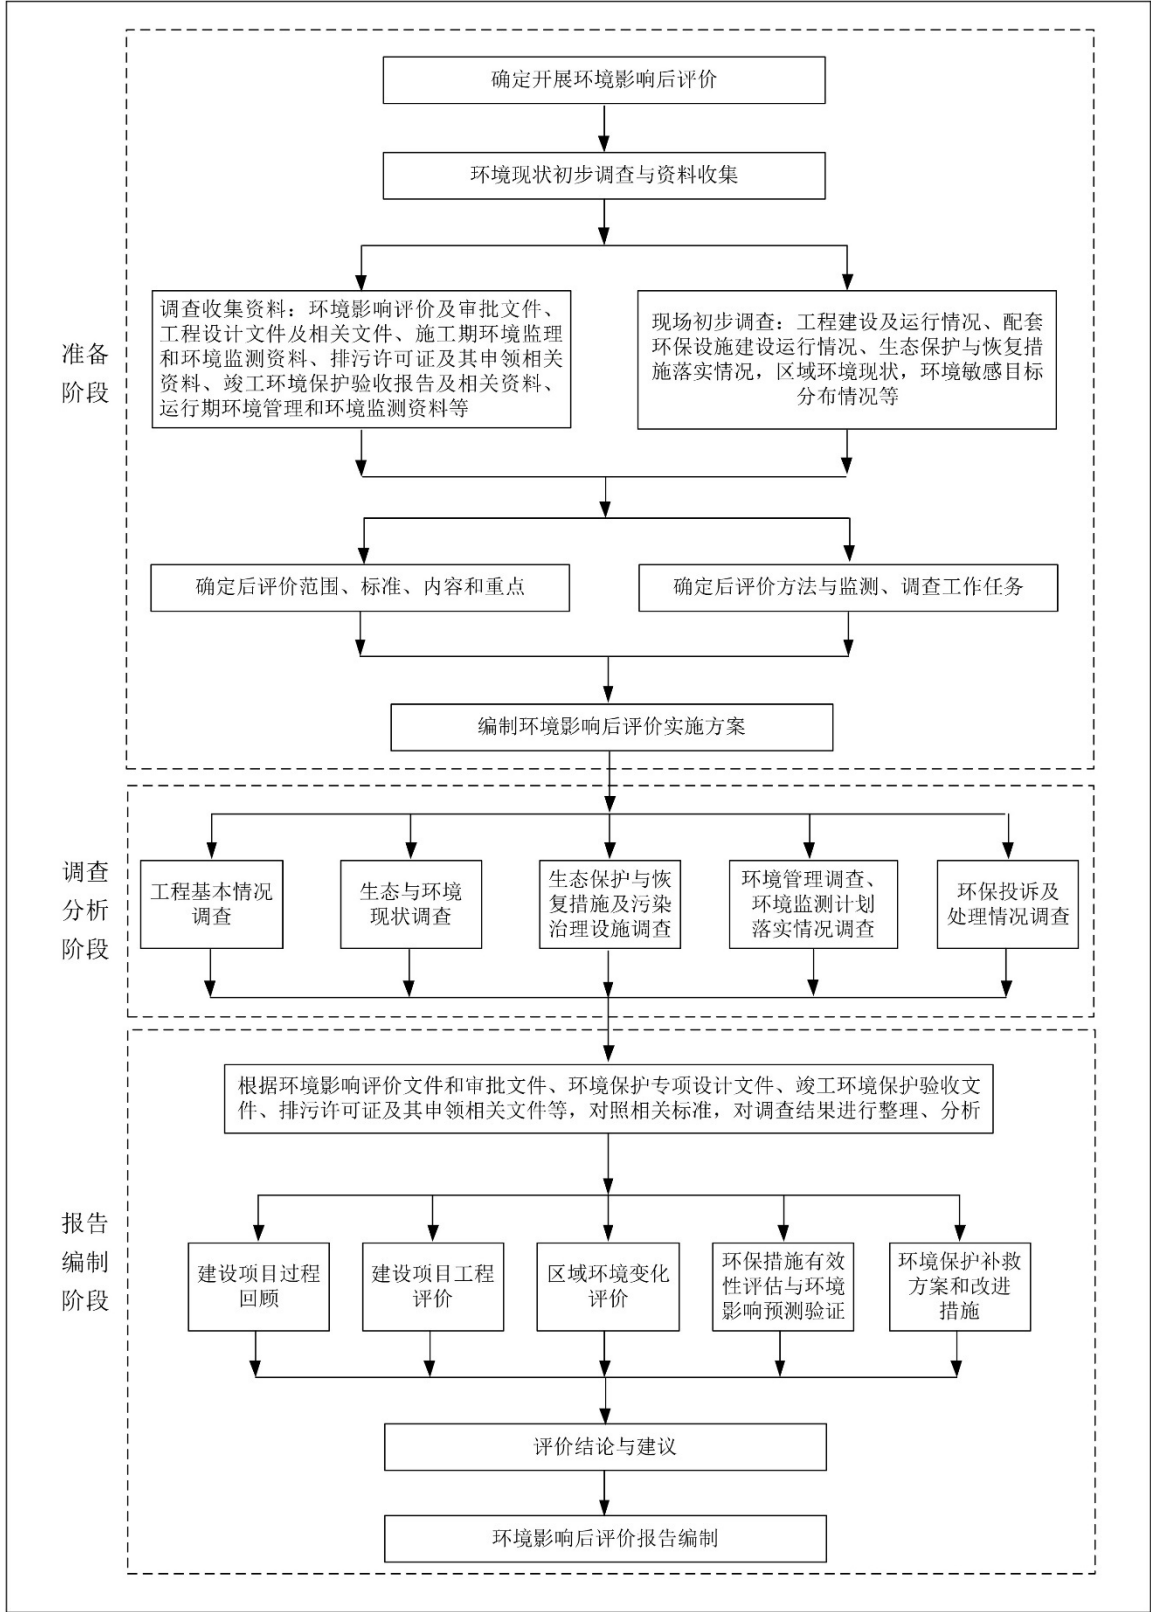 确定开展环境影响后评价
环境现状初步调查与资料收集
调查收集资料：环境影响评价及审批文件、
工程设计文件及相关文件、施工期环境监理
和环境监测资料、排污许可证及其申领相关
资料、竣工环境保护验收报告及相关资料、
运行期环境管理和环境监测资料等
现场初步调查：工程建设及运行情况、配套
环保设施建设运行情况、生态保护与恢复措
施落实情况，区域环境现状，环境敏感目标
分布情况等
准备
阶段
确定后评价范围、标准、内容和重点
确定后评价方法与监测、调查工作任务
编制环境影响后评价实施方案
调查
分析
阶段
工程基本情况
调查
生态与环境
现状调查
生态保护与恢
复措施及污染
治理设施调查
环境管理调查、
环境监测计划
落实情况调查
环保投诉及
处理情况调查
根据环境影响评价文件和审批文件、环境保护专项设计文件、竣工环境保护验收文
件、排污许可证及其申领相关文件等，对照相关标准，对调查结果进行整理、分析
报告
编制
阶段
建设项目过程
回顾
建设项目工程
评价
区域环境变化
评价
环保措施有效
性评估与环境
影响预测验证
环境保护补救
方案和改进
措施
评价结论与建议
环境影响后评价报告编制